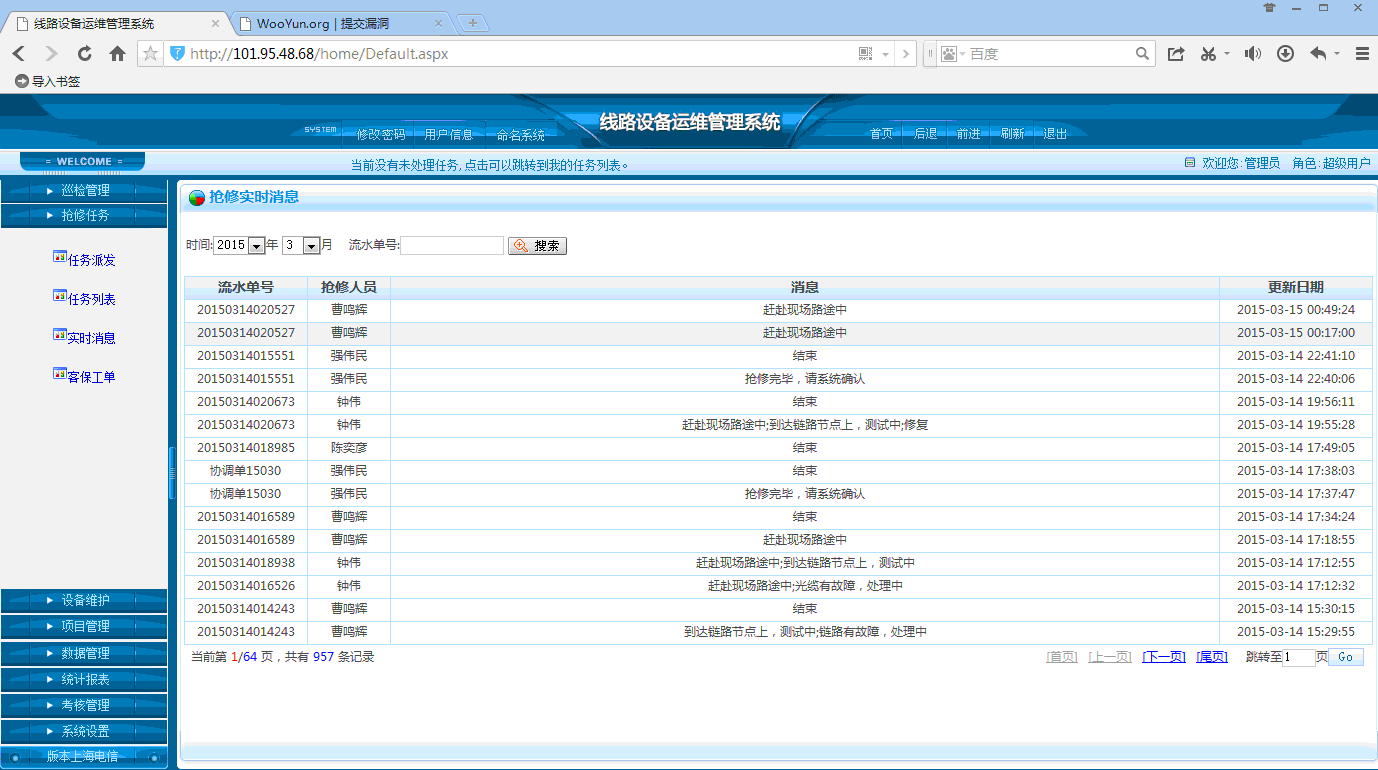 线路设备运维管理系统
WooYun.org | 提交漏洞
http://101.95.48.68/home/Default.aspx
百度
导入书签
SYSTEM 修改密码 用户信息 命名系统
线路设备运维管理系统
首页 后退 前进 刷新 退出
= WELCOME =
当前没有未处理任务,点击可以跳转到我的任务列表。
欢迎您:管理员 角色:超级用户
巡检管理
抢修任务
任务派发
任务列表
实时消息
客保工单
设备维护
项目管理
数据管理
统计报表
考核管理
系统设置
版本上海电信
抢修实时消息
时间:2015年 3月 流水单号: 搜索
流水单号 抢修人员 消息 更新日期
20150314020527 曹鸣辉 赶赴现场路途中 2015-03-15 00:49:24
20150314020527 曹鸣辉 赶赴现场路途中 2015-03-15 00:17:00
20150314015551 强伟民 结束 2015-03-14 22:41:10
20150314015551 强伟民 抢修完毕，请系统确认 2015-03-14 22:40:06
20150314020673 钟伟 结束 2015-03-14 19:56:11
20150314020673 钟伟 赶赴现场路途中;到达链路节点上，测试中;修复 2015-03-14 19:55:28
20150314018985 陈奕彦 结束 2015-03-14 17:49:05
协调单15030 强伟民 结束 2015-03-14 17:38:03
协调单15030 强伟民 抢修完毕，请系统确认 2015-03-14 17:37:47
20150314016589 曹鸣辉 结束 2015-03-14 17:34:24
20150314016589 曹鸣辉 赶赴现场路途中 2015-03-14 17:18:55
20150314018938 钟伟 赶赴现场路途中;到达链路节点上，测试中 2015-03-14 17:12:55
20150314016526 钟伟 赶赴现场路途中;光缆有故障，处理中 2015-03-14 17:12:32
20150314014243 曹鸣辉 结束 2015-03-14 15:30:15
20150314014243 曹鸣辉 到达链路节点上，测试中;链路有故障，处理中 2015-03-14 15:29:55
当前第 1/64 页，共有 957 条记录 [首页] [上一页] [下一页] [尾页] 跳转至1页 Go